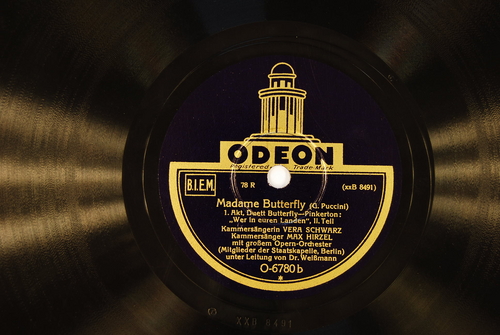 ODEON
Registered Trade-Mark
B.I.E.M. 78 R (xxB 8491)
Madame Butterfly (G. Puccini)
1. Akt, Duett Butterfly—Pinkerton:
„Wer in euren Landen“, II. Teil
Kammersängerin VERA SCHWARZ
Kammersänger MAX HIRZEL
mit großem Opern-Orchester
(Mitglieder der Staatskapelle, Berlin)
unter Leitung von Dr. Weißmann
O-6780 b
XXB 8491